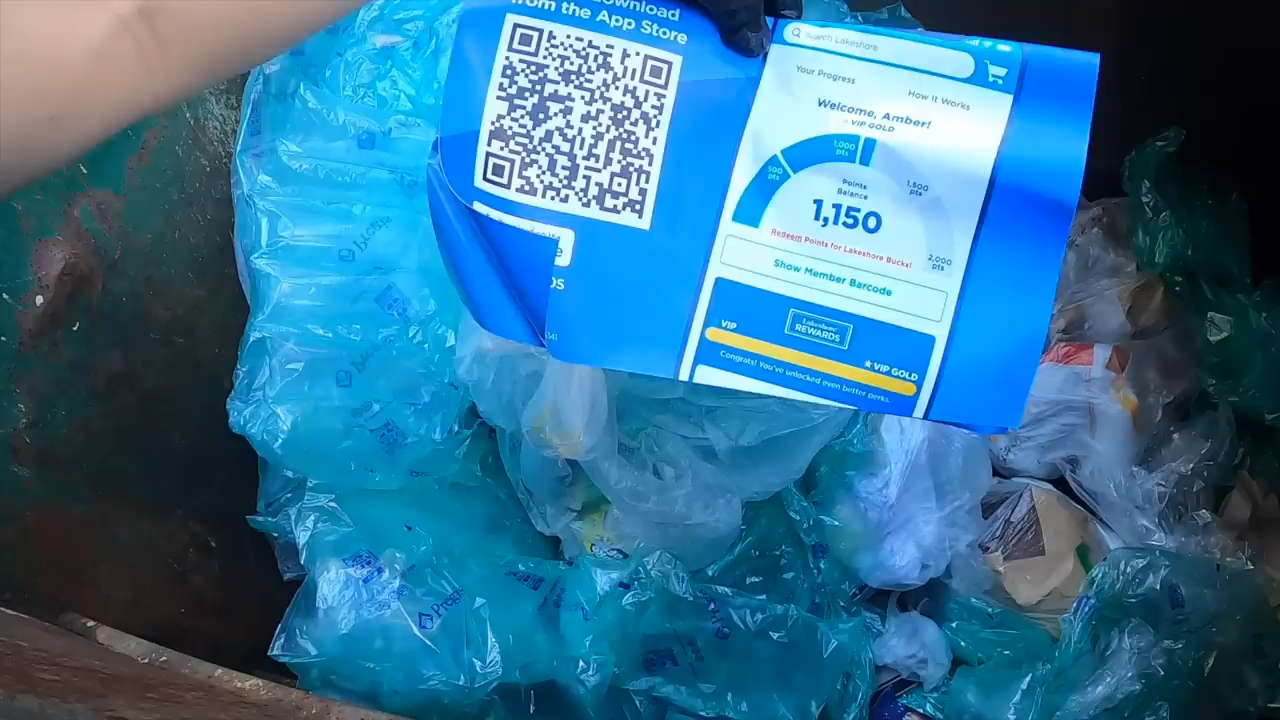 from the App Store
Search Lakeshore
Your Progress
How It Works
Welcome, Amber!
VIP GOLD
500
pts
1,000
pts
1,500
pts
2,000
pts
Points
Balance
1,150
Redeem Points for Lakeshore Bucks!
Show Member Barcode
Lakeshore
REWARDS
VIP
★ VIP GOLD
Congrats! You've unlocked even better perks.